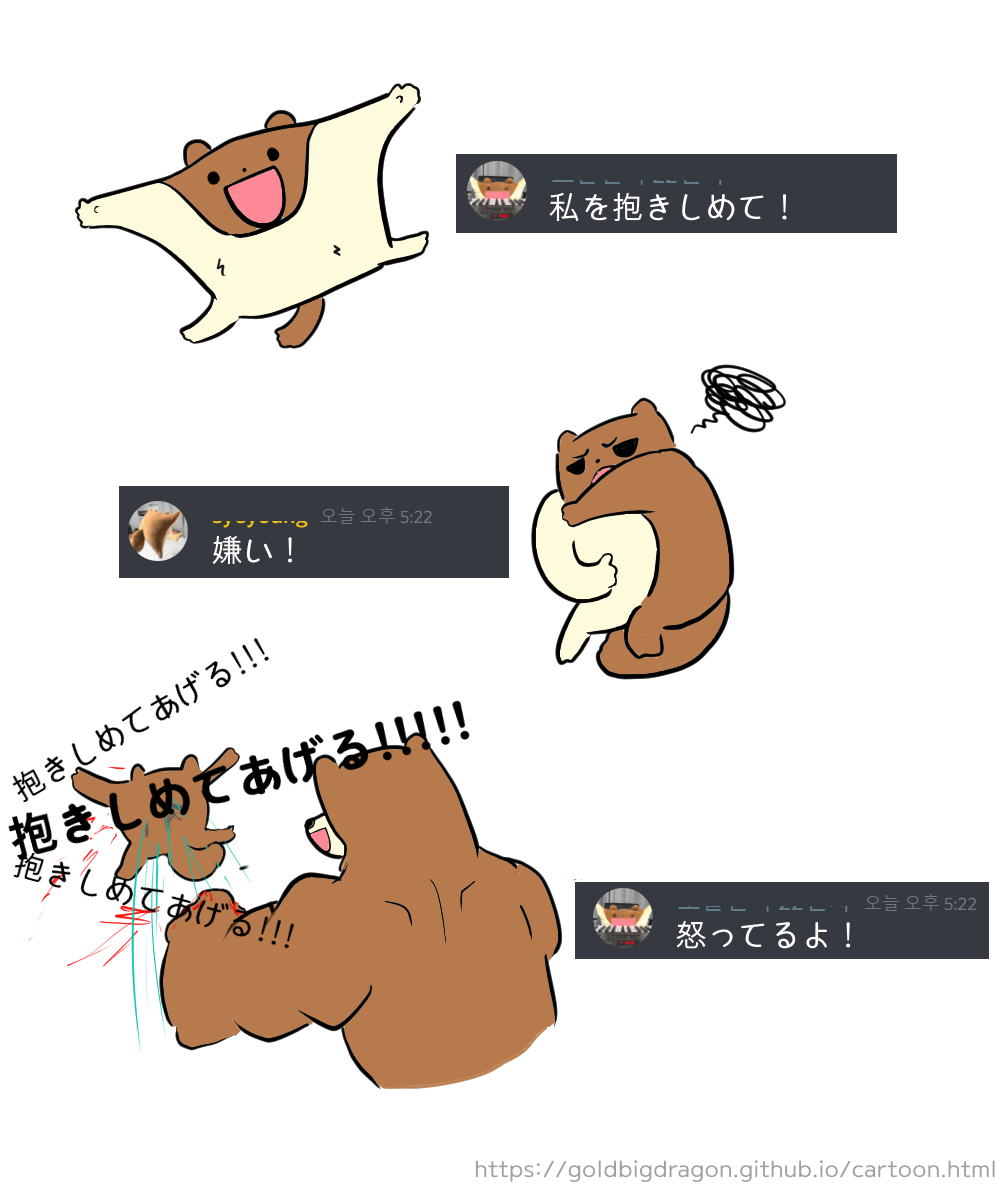 私を抱きしめて！
오늘 오후 5:22
嫌い！
抱きしめてあげる!!!
抱きしめてあげる!!!!!
抱きしめてあげる!!!
오늘 오후 5:22
怒ってるよ！
https://goldbigdragon.github.io/cartoon.html